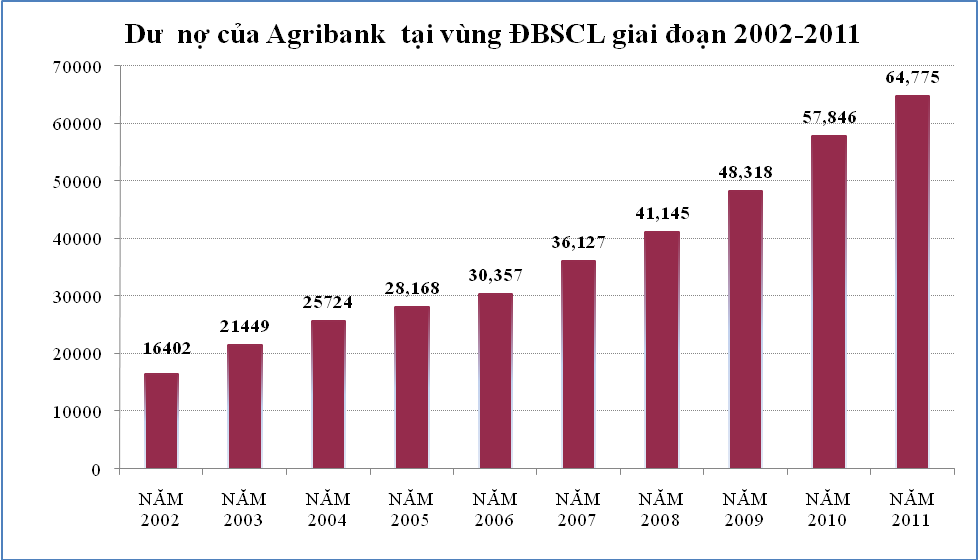 Dư nợ của Agribank tại vùng ĐBSCL giai đoạn 2002-2011
70000
60000
50000
40000
30000
20000
10000
0
16402
21449
25724
28,168
30,357
36,127
41,145
48,318
57,846
64,775
NĂM 2002
NĂM 2003
NĂM 2004
NĂM 2005
NĂM 2006
NĂM 2007
NĂM 2008
NĂM 2009
NĂM 2010
NĂM 2011